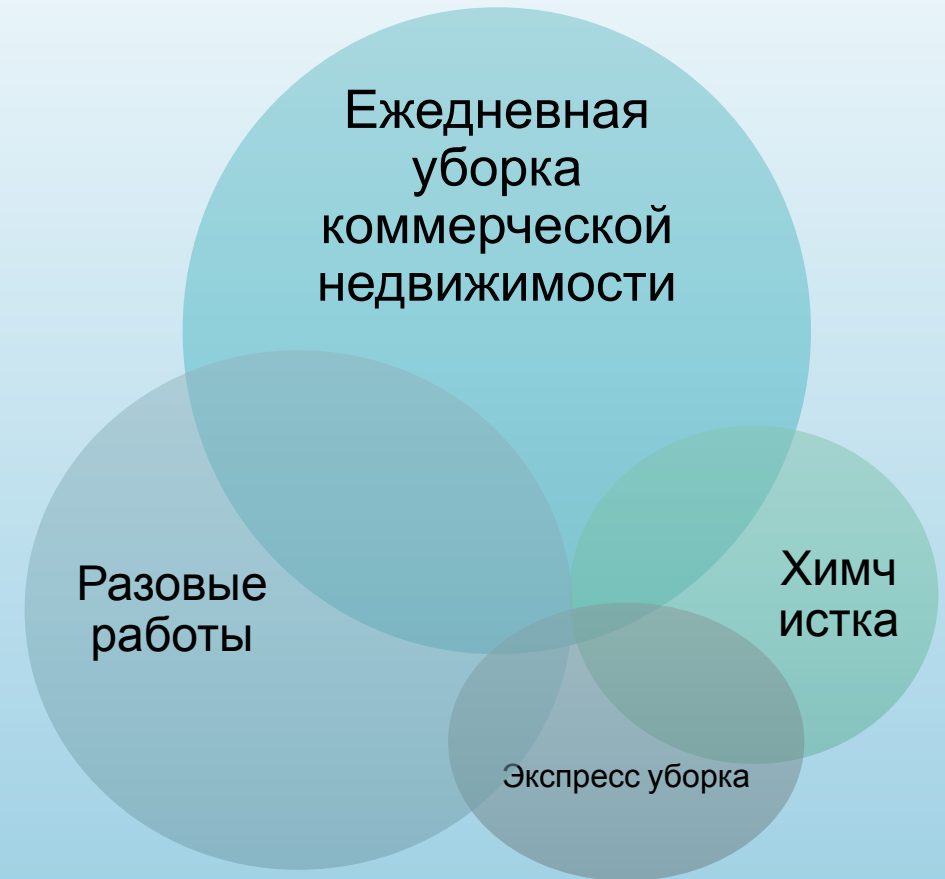 Ежедневная
уборка
коммерческой
недвижимости
Разовые
работы
Химч
истка
Экспресс уборка